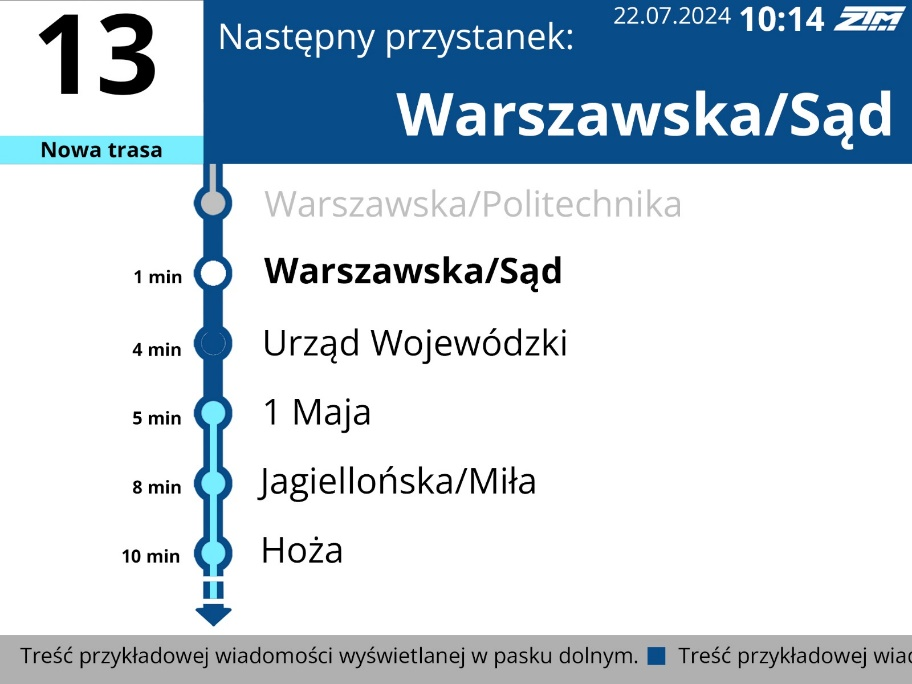 13
Nowa trasa
Następny przystanek:
22.07.2024 10:14 ZTM
Warszawska/Sąd
Warszawska/Politechnika
1 min Warszawska/Sąd
4 min Urząd Wojewódzki
5 min 1 Maja
8 min Jagiellońska/Miła
10 min Hoża
Treść przykładowej wiadomości wyświetlanej w pasku dolnym. Treść przykładowej wiad